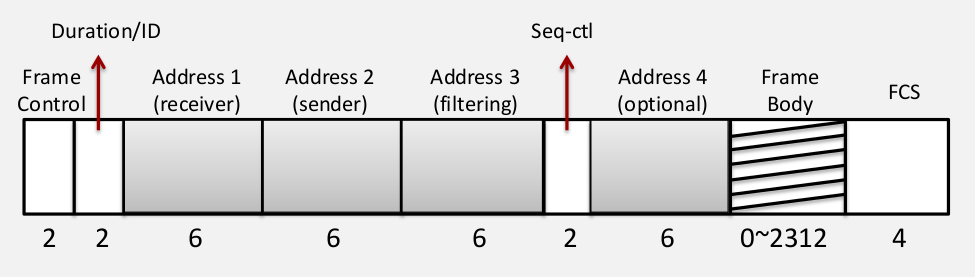 Duration/ID
Seq-ctl
Frame
Control
Address 1
(receiver)
Address 2
(sender)
Address 3
(filtering)
Address 4
(optional)
Frame
Body
FCS
2
2
6
6
6
2
6
0~2312
4